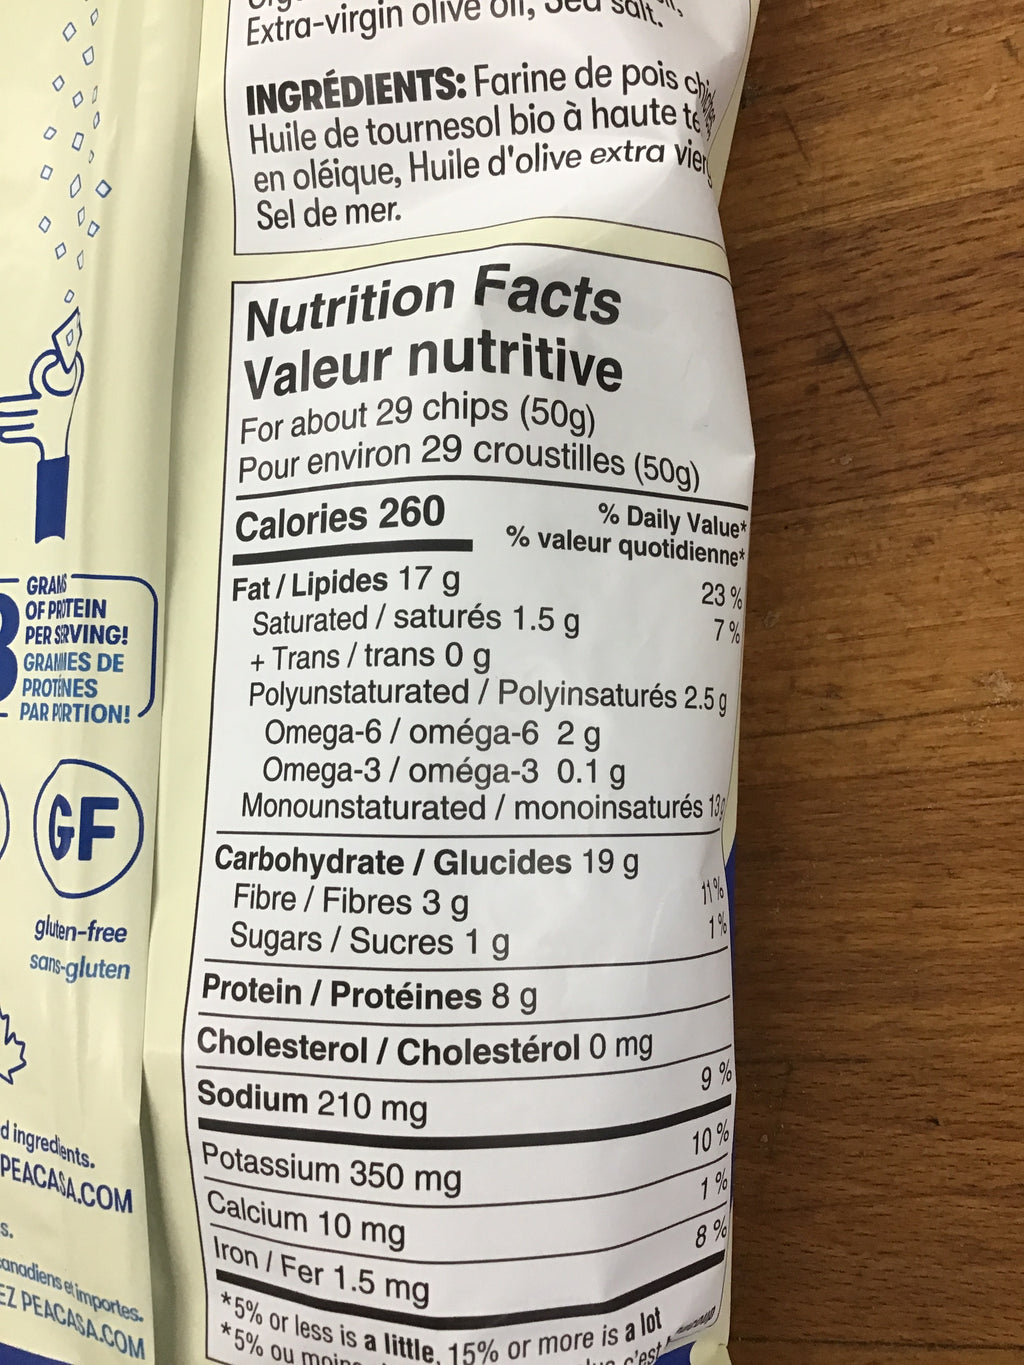 Extra-virgin olive oil, Sea salt.
INGRÉDIENTS: Farine de pois
Huile de tournesol bio à haute
en oléique, Huile d'olive extra
Sel de mer.
Nutrition Facts
Valeur nutritive
For about 29 chips (50g)
Pour environ 29 croustilles (50g)
Calories 260
% Daily Value*
% valeur quotidienne*
Fat / Lipides 17 g 23 %
Saturated / saturés 1.5 g 7 %
+ Trans / trans 0 g
Polyunstaturated / Polyinsaturés 2.5 g
Omega-6 / oméga-6 2 g
Omega-3 / oméga-3 0.1 g
Monounstaturated / monoinsaturés 13 g
Carbohydrate / Glucides 19 g
Fibre / Fibres 3 g 11 %
Sugars / Sucres 1 g 1 %
Protein / Protéines 8 g
Cholesterol / Cholestérol 0 mg
Sodium 210 mg 9 %
Potassium 350 mg 10 %
Calcium 10 mg 1 %
Iron / Fer 1.5 mg 8 %
*5% or less is a little, 15% or more is a lot
*5% ou c'est
GRAMS
OF PROTEIN
PER SERVING!
GRAMMES DE
PROTÉINES
PAR PORTION!
GF
gluten-free
sans-gluten
ingredients.
PEACASA.COM
canadiens et importés.
PEACASA.COM